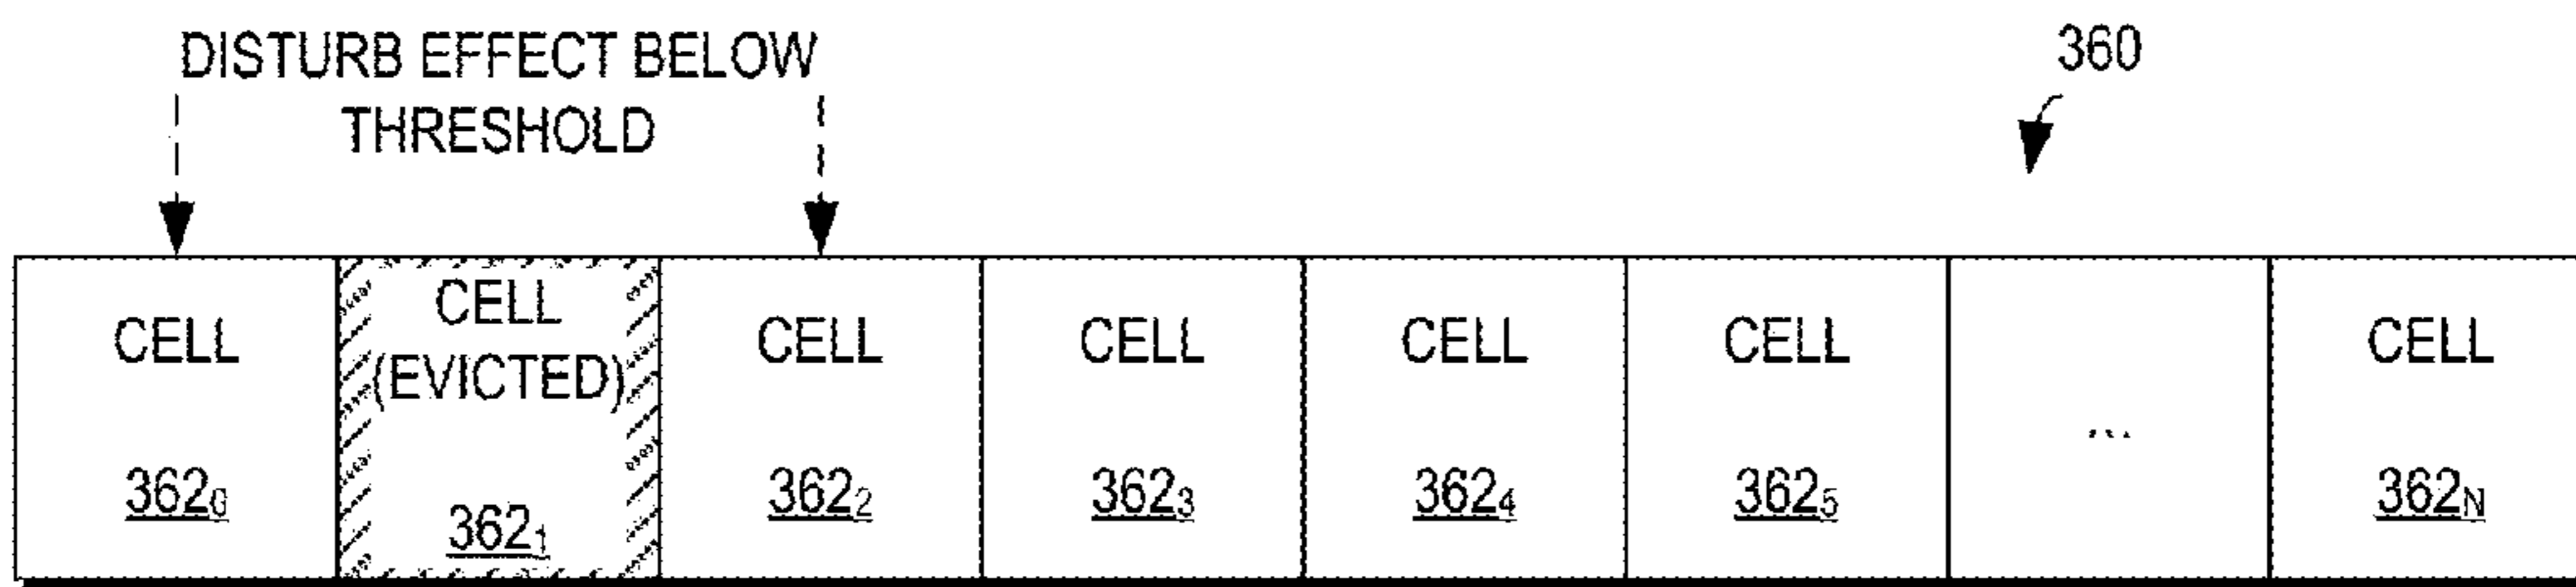 DISTURB EFFECT BELOW
THRESHOLD
360
CELL
362₀
CELL
(EVICTED)
362₁
CELL
362₂
CELL
362₃
CELL
362₄
CELL
362₅
...
CELL
362ₙ